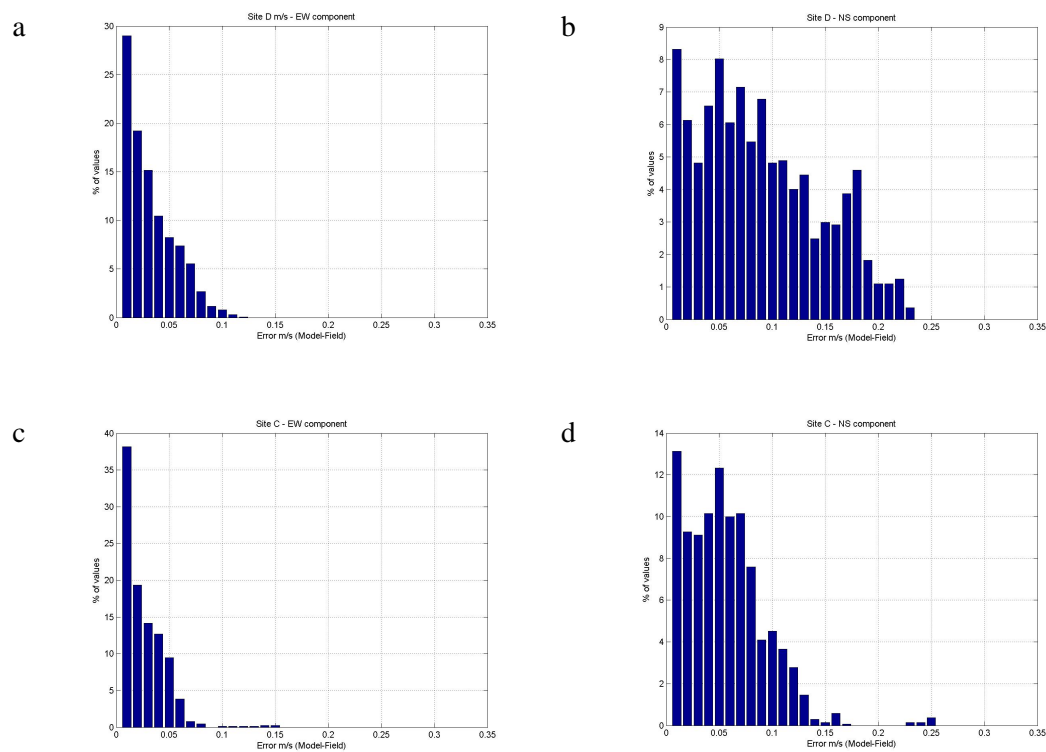 a
Site D m/s - EW component
30
25
20
15
10
5
0
% of values
0 0.05 0.1 0.15 0.2 0.25 0.3 0.35
Error m/s (Model-Field)
b
Site D - NS component
9
8
7
6
5
4
3
2
1
0
% of values
0 0.05 0.1 0.15 0.2 0.25 0.3 0.35
Error m/s (Model-Field)
c
Site C - EW component
40
35
30
25
20
15
10
5
0
% of values
0 0.05 0.1 0.15 0.2 0.25 0.3 0.35
Error m/s (Model-Field)
d
Site C - NS component
14
12
10
8
6
4
2
0
% of values
0 0.05 0.1 0.15 0.2 0.25 0.3 0.35
Error m/s (Model-Field)